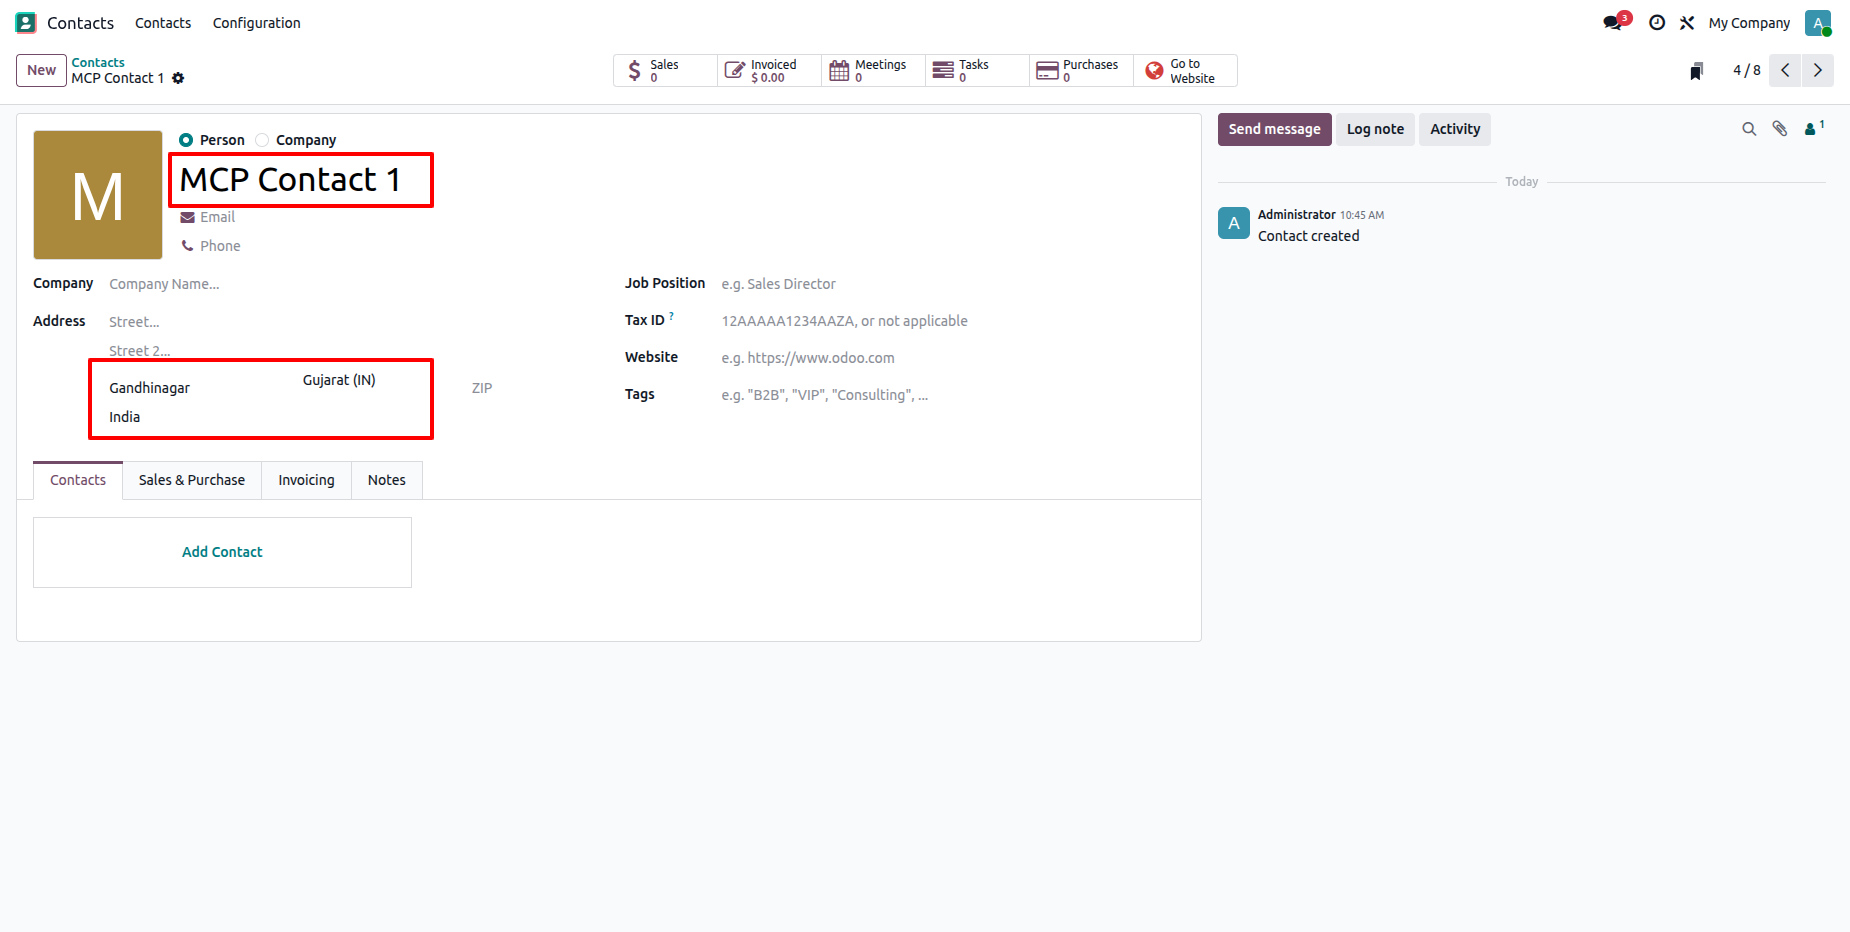 Contacts Contacts Configuration 3 My Company A
New Contacts
MCP Contact 1
Sales 0
Invoiced $ 0.00
Meetings 0
Tasks 0
Purchases 0
Go to Website
4 / 8
M
Person Company
MCP Contact 1
Email
Phone
Company Company Name...
Address Street...
Street 2...
Gandhinagar Gujarat (IN) ZIP
India
Job Position e.g. Sales Director
Tax ID ? 12AAAAA1234AAZA, or not applicable
Website e.g. https://www.odoo.com
Tags e.g. "B2B", "VIP", "Consulting", ...
Contacts Sales & Purchase Invoicing Notes
Add Contact
Send message Log note Activity 1
Today
A Administrator 10:45 AM
Contact created